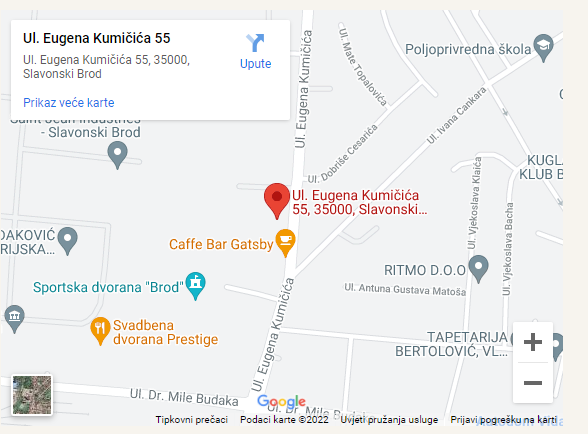 Ul. Eugena Kumičića 55
Ul. Eugena Kumičića 55, 35000,
Slavonski Brod
Upute
Prikaz veće karte
- Slavonski Brod
Ul. Eugena Kumičića
Ul. Mate Topalovića
Poljoprivredna škola
Ul. Ivana Cankara
Ul. Dobriše Cesarića
KUGL
KLUB B
Ul. Vjekoslava Klaića
Ul. Vjekoslava Bacha
Ul. Eugena Kumičića
55, 35000, Slavonski...
ĐAKOVIĆ
RIJSKA...
Caffe Bar Gatsby
RITMO D.O.O
Sportska dvorana "Brod"
Ul. Antuna Gustava Matoša
Svadbena
dvorana Prestige
Ul. Eugena Kumičića
TAPETARIJA
BERTOLOVIĆ, VL...
Ul. Dr. Mile Budaka
Google
Ul. Dr. Mile
Tipkovni prečaci
Podaci karte ©2022
Uvjeti pružanja usluge
Prijavi pogrešku na karti